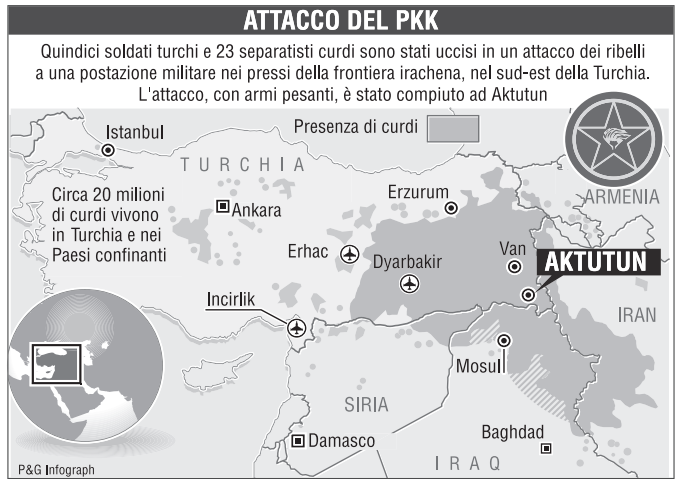 ATTACCO DEL PKK
Quindici soldati turchi e 23 separatisti curdi sono stati uccisi in un attacco dei ribelli
a una postazione militare nei pressi della frontiera irachena, nel sud-est della Turchia.
L'attacco, con armi pesanti, è stato compiuto ad Aktutun
Istanbul
Presenza di curdi
TURCHIA
Circa 20 milioni
di curdi vivono
in Turchia e nei
Paesi confinanti
Ankara
Erzurum
ARMENIA
Erhac
Dyarbakir
Van
AKTUTUN
Incirlik
IRAN
Mosull
SIRIA
Damasco
Baghdad
IRAQ
P&G Infograph